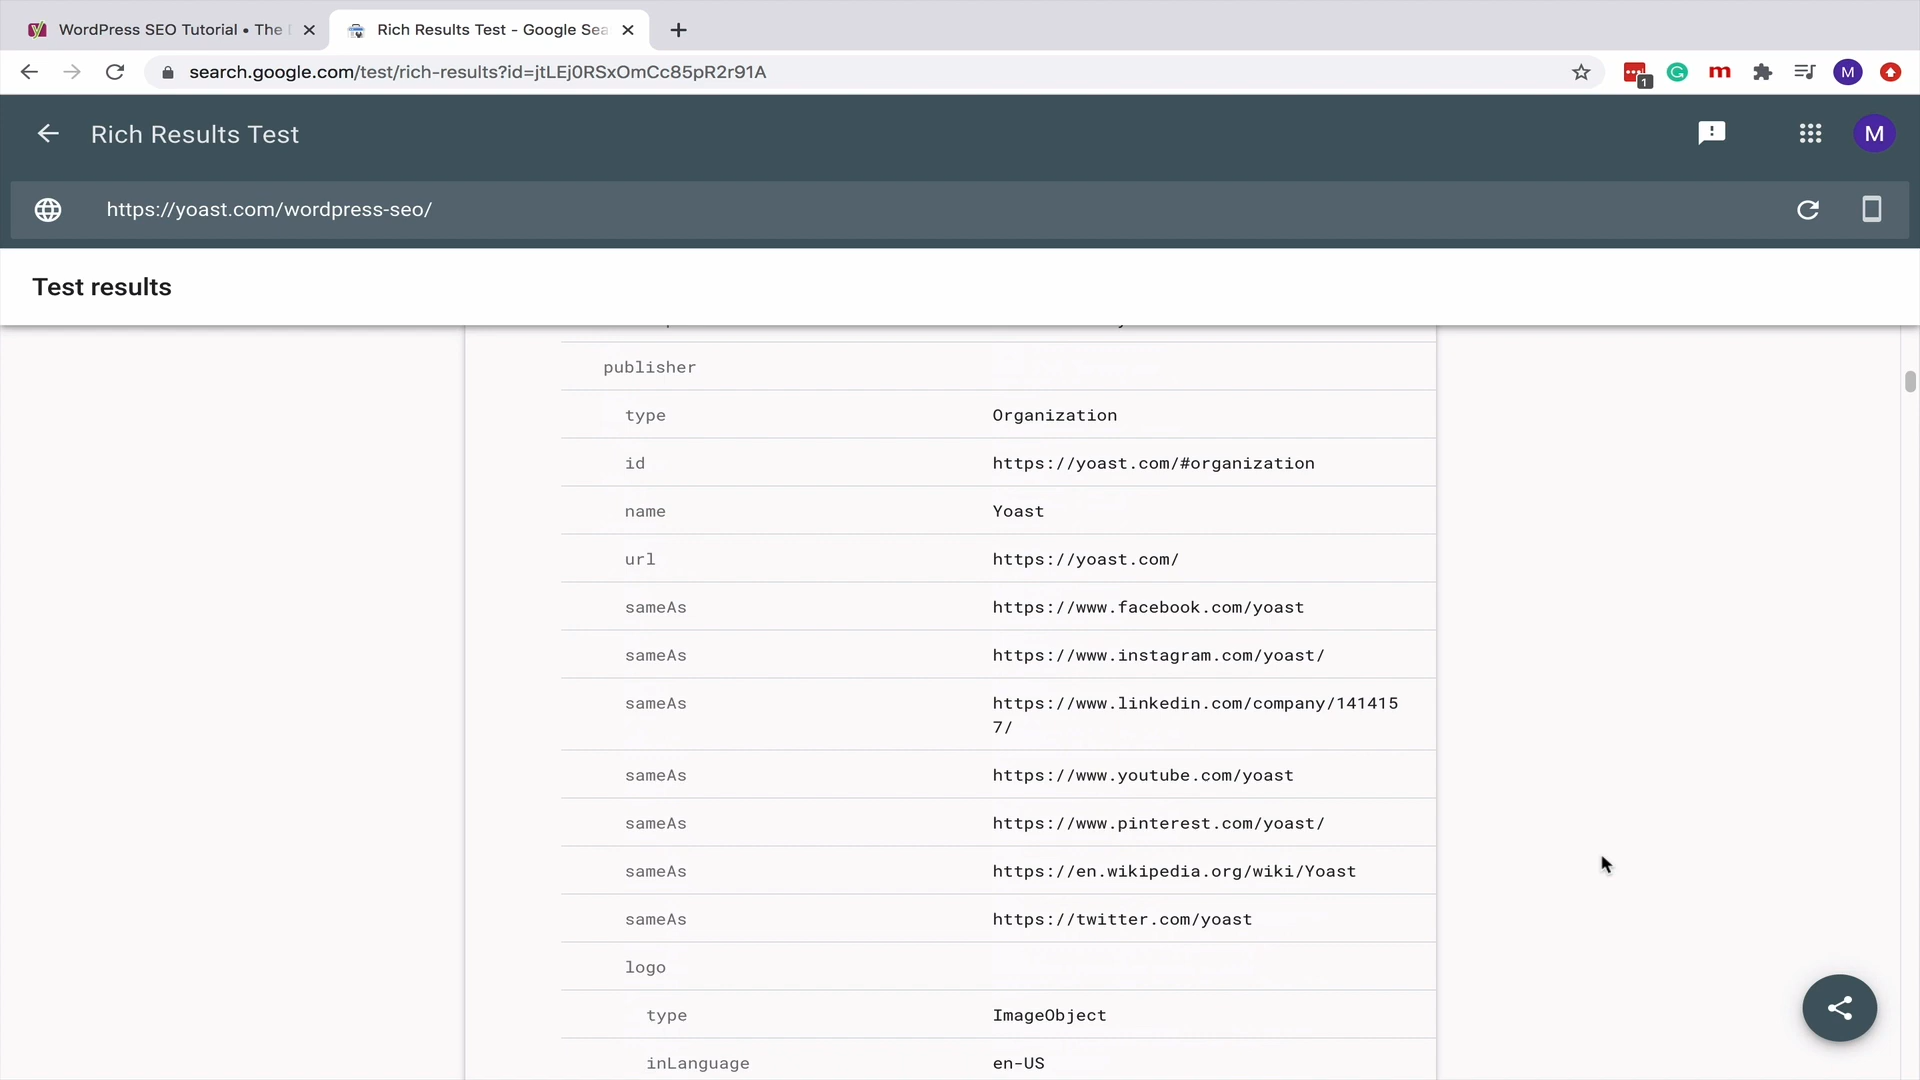 WordPress SEO Tutorial • The
Rich Results Test - Google Sea
search.google.com/test/rich-results?id=jtLEj0RSxOmCc85pR2r91A
1
m
M
Rich Results Test
M
https://yoast.com/wordpress-seo/
Test results
publisher
type Organization
id https://yoast.com/#organization
name Yoast
url https://yoast.com/
sameAs https://www.facebook.com/yoast
sameAs https://www.instagram.com/yoast/
sameAs https://www.linkedin.com/company/141415
7/
sameAs https://www.youtube.com/yoast
sameAs https://www.pinterest.com/yoast/
sameAs https://en.wikipedia.org/wiki/Yoast
sameAs https://twitter.com/yoast
logo
type ImageObject
inLanguage en-US